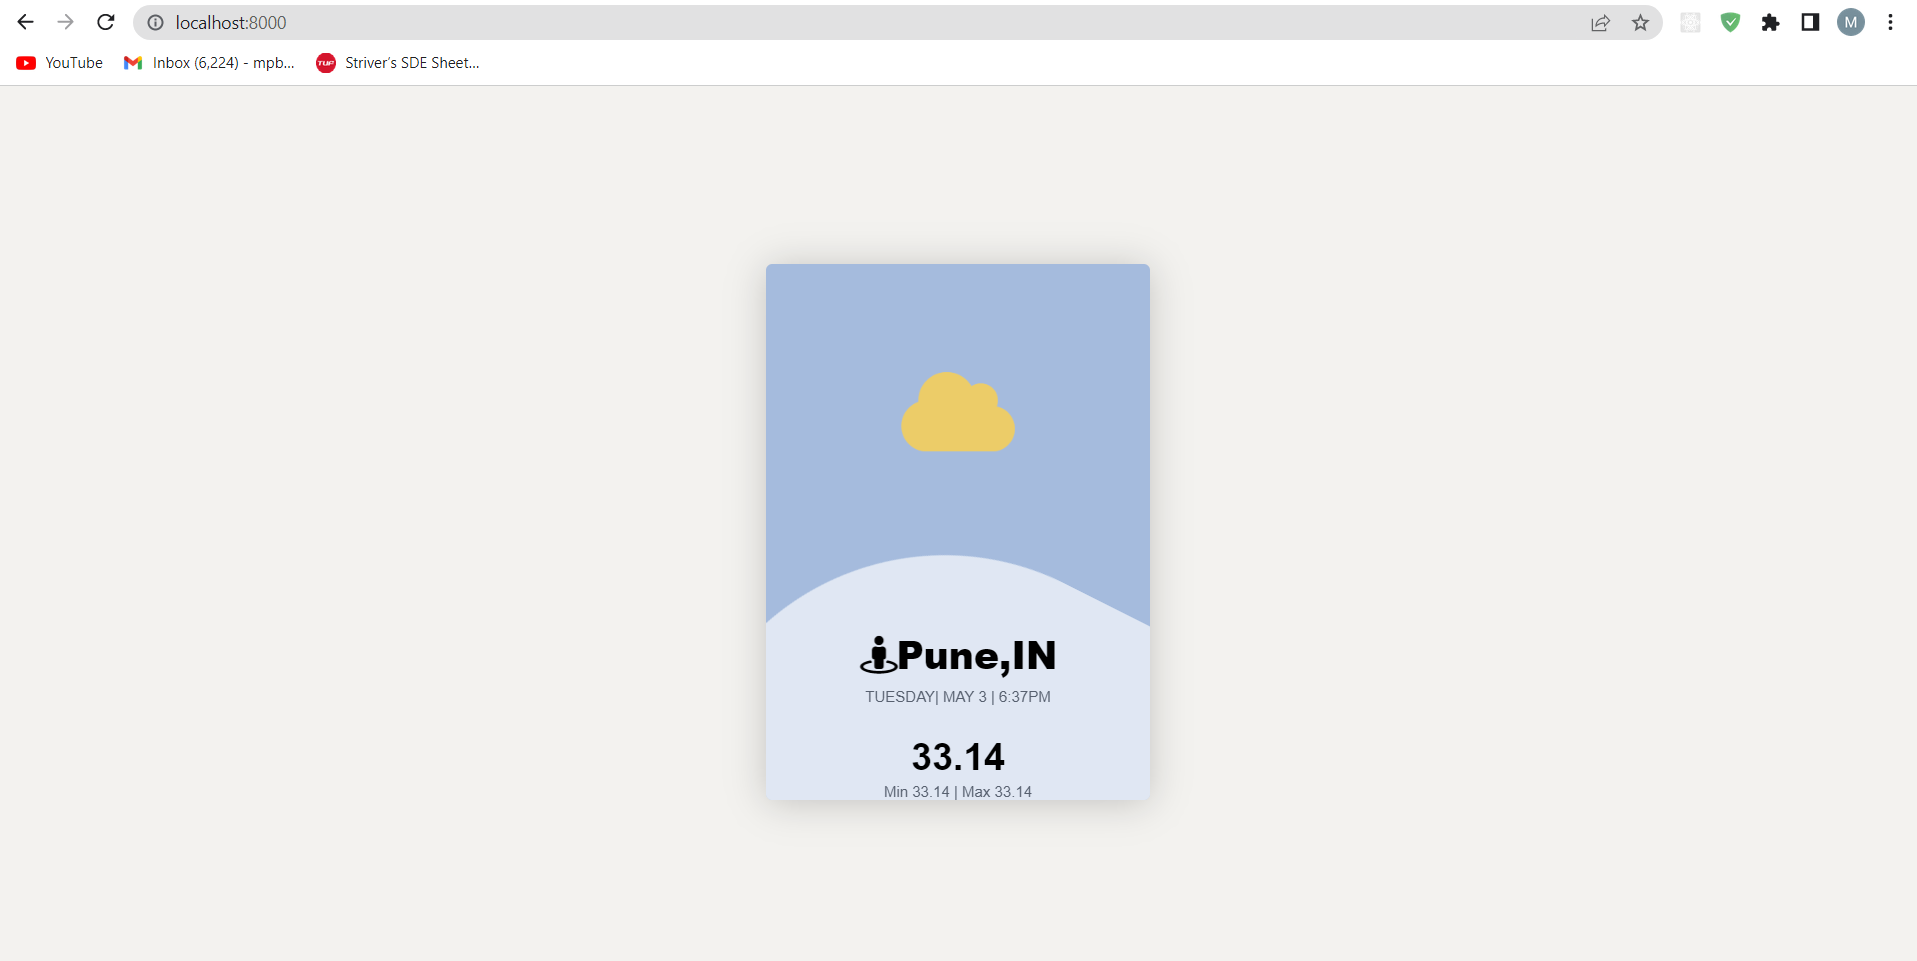 localhost:8000
M
YouTube
Inbox (6,224) - mpb...
TUF
Striver's SDE Sheet...
Pune,IN
TUESDAY| MAY 3 | 6:37PM
33.14
Min 33.14 | Max 33.14